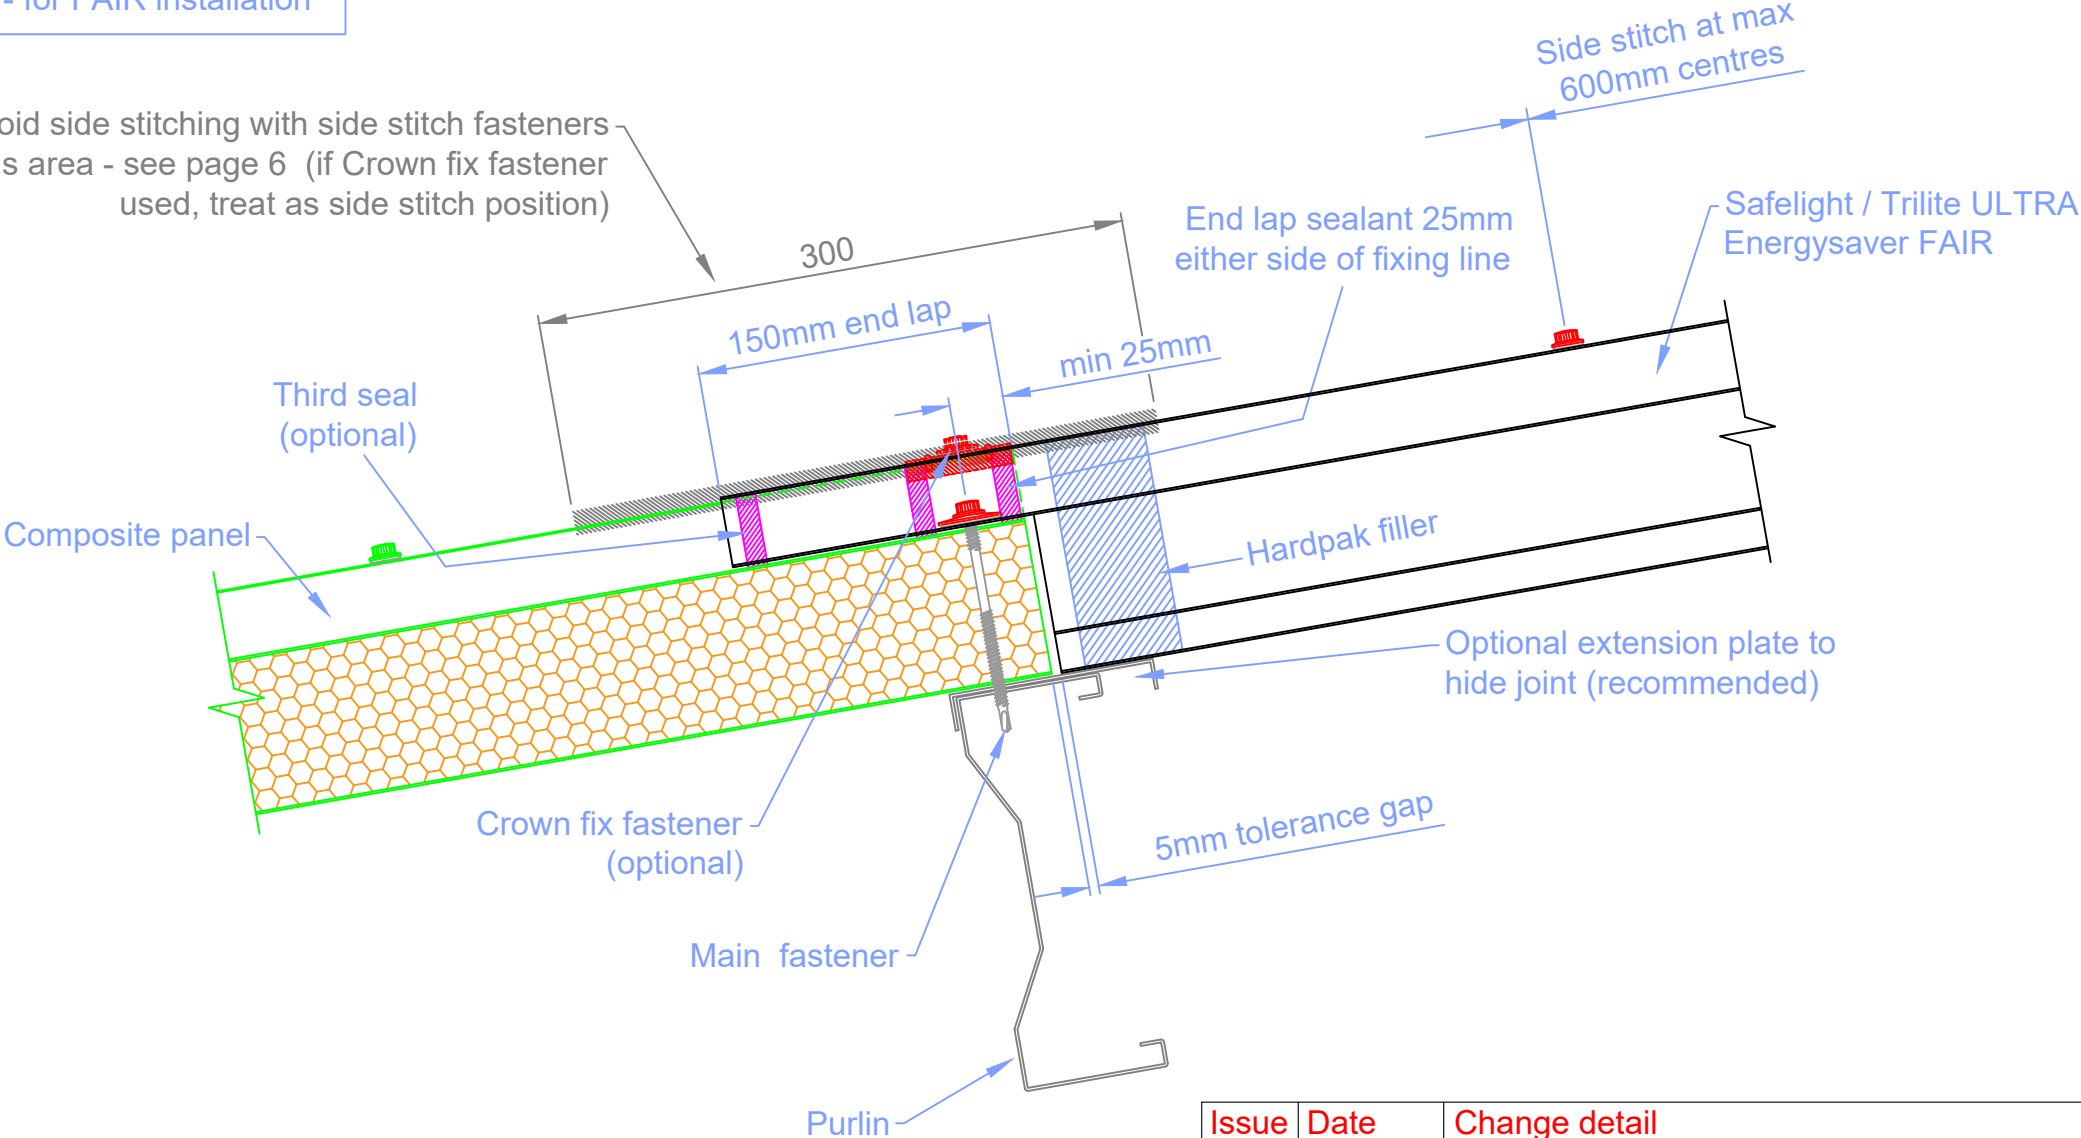 - for FAIR installation
side stitching with side stitch fasteners
area - see page 6 (if Crown fix fastener
used, treat as side stitch position)
Side stitch at max
600mm centres
Safelight / Trilite ULTRA
Energysaver FAIR
End lap sealant 25mm
either side of fixing line
300
150mm end lap
min 25mm
Third seal
(optional)
Composite panel
Hardpak filler
Optional extension plate to
hide joint (recommended)
Crown fix fastener
(optional)
5mm tolerance gap
Main fastener
Purlin
Issue Date Change detail